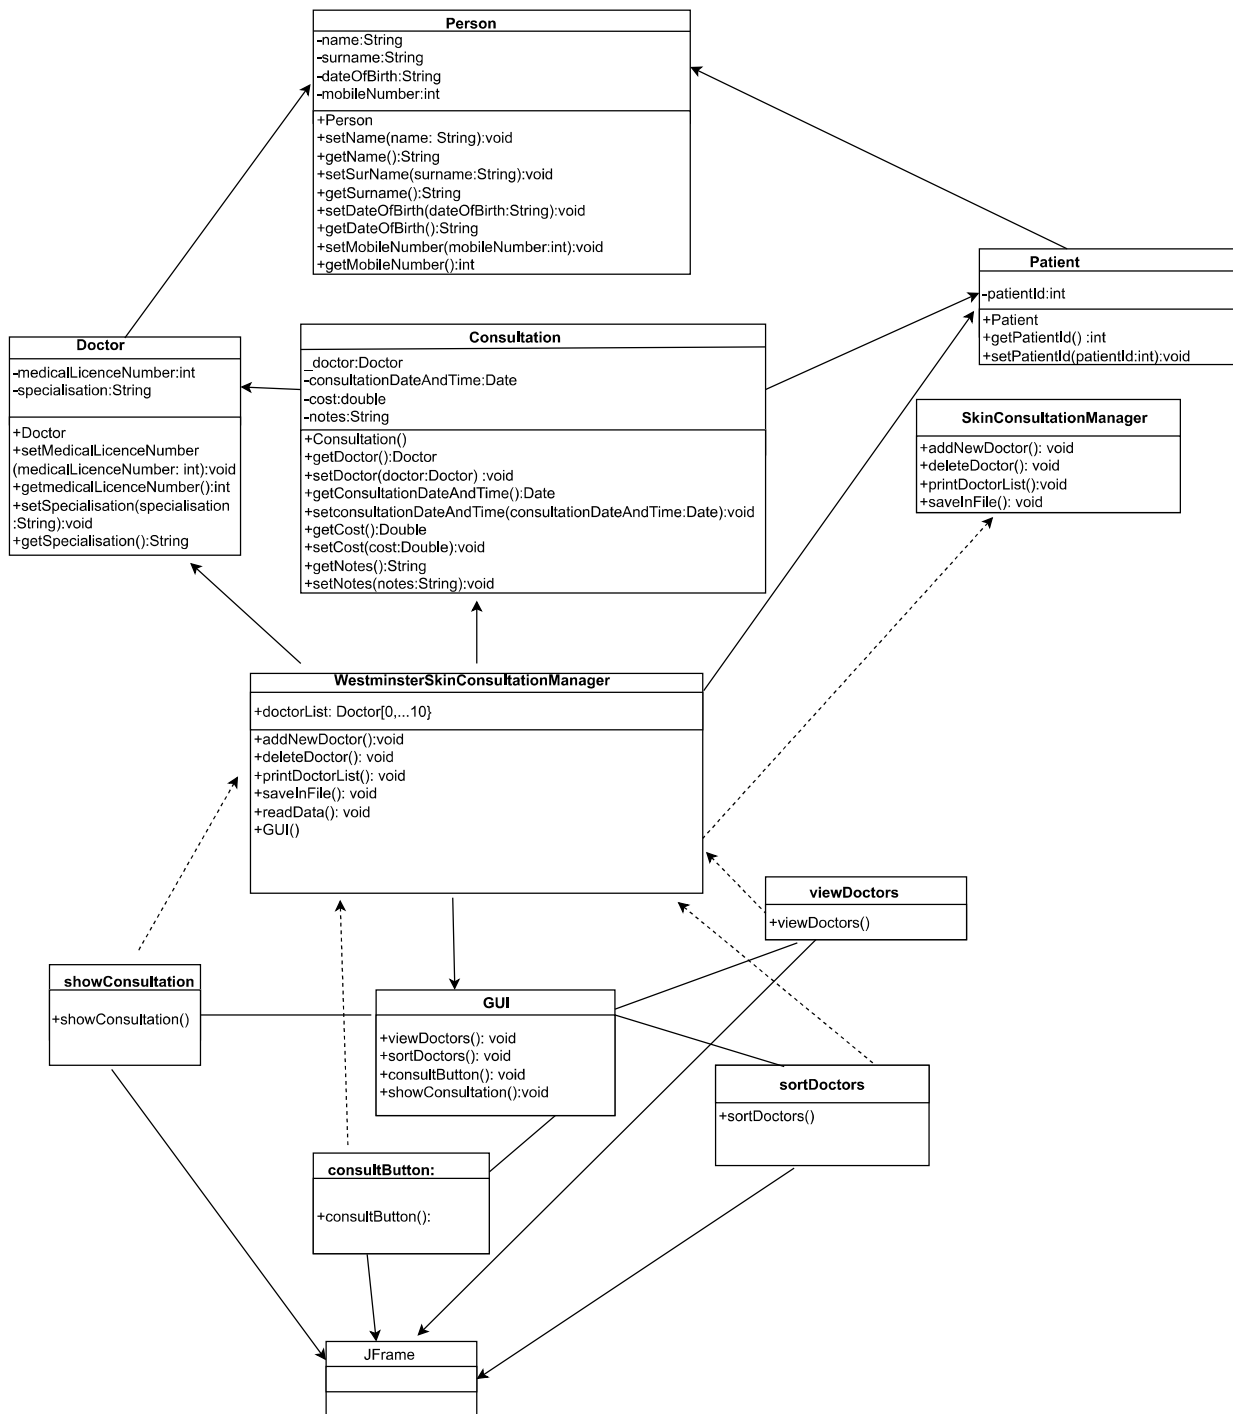 Person
-name:String
-surname:String
-dateOfBirth:String
-mobileNumber:int
+Person
+setName(name: String):void
+getName():String
+setSurName(surname:String):void
+getSurname():String
+setDateOfBirth(dateOfBirth:String):void
+getDateOfBirth():String
+setMobileNumber(mobileNumber:int):void
+getMobileNumber():int
Patient
-patientId:int
+Patient
+getPatientId() :int
+setPatientId(patientId:int):void
Doctor
-medicalLicenceNumber:int
-specialisation:String
+Doctor
+setMedicalLicenceNumber
(medicalLicenceNumber: int):void
+getmedicalLicenceNumber():int
+setSpecialisation(specialisation
:String):void
+getSpecialisation():String
Consultation
_doctor:Doctor
-consultationDateAndTime:Date
-cost:double
-notes:String
+Consultation()
+getDoctor():Doctor
+setDoctor(doctor:Doctor) :void
+getConsultationDateAndTime():Date
+setconsultationDateAndTime(consultationDateAndTime:Date):void
+getCost():Double
+setCost(cost:Double):void
+getNotes():String
+setNotes(notes:String):void
SkinConsultationManager
+addNewDoctor(): void
+deleteDoctor(): void
+printDoctorList():void
+saveInFile(): void
WestminsterSkinConsultationManager
+doctorList: Doctor[0,...10}
+addNewDoctor():void
+deleteDoctor(): void
+printDoctorList(): void
+saveInFile(): void
+readData(): void
+GUI()
viewDoctors
+viewDoctors()
showConsultation
+showConsultation()
GUI
+viewDoctors(): void
+sortDoctors(): void
+consultButton(): void
+showConsultation():void
sortDoctors
+sortDoctors()
consultButton:
+consultButton():
JFrame